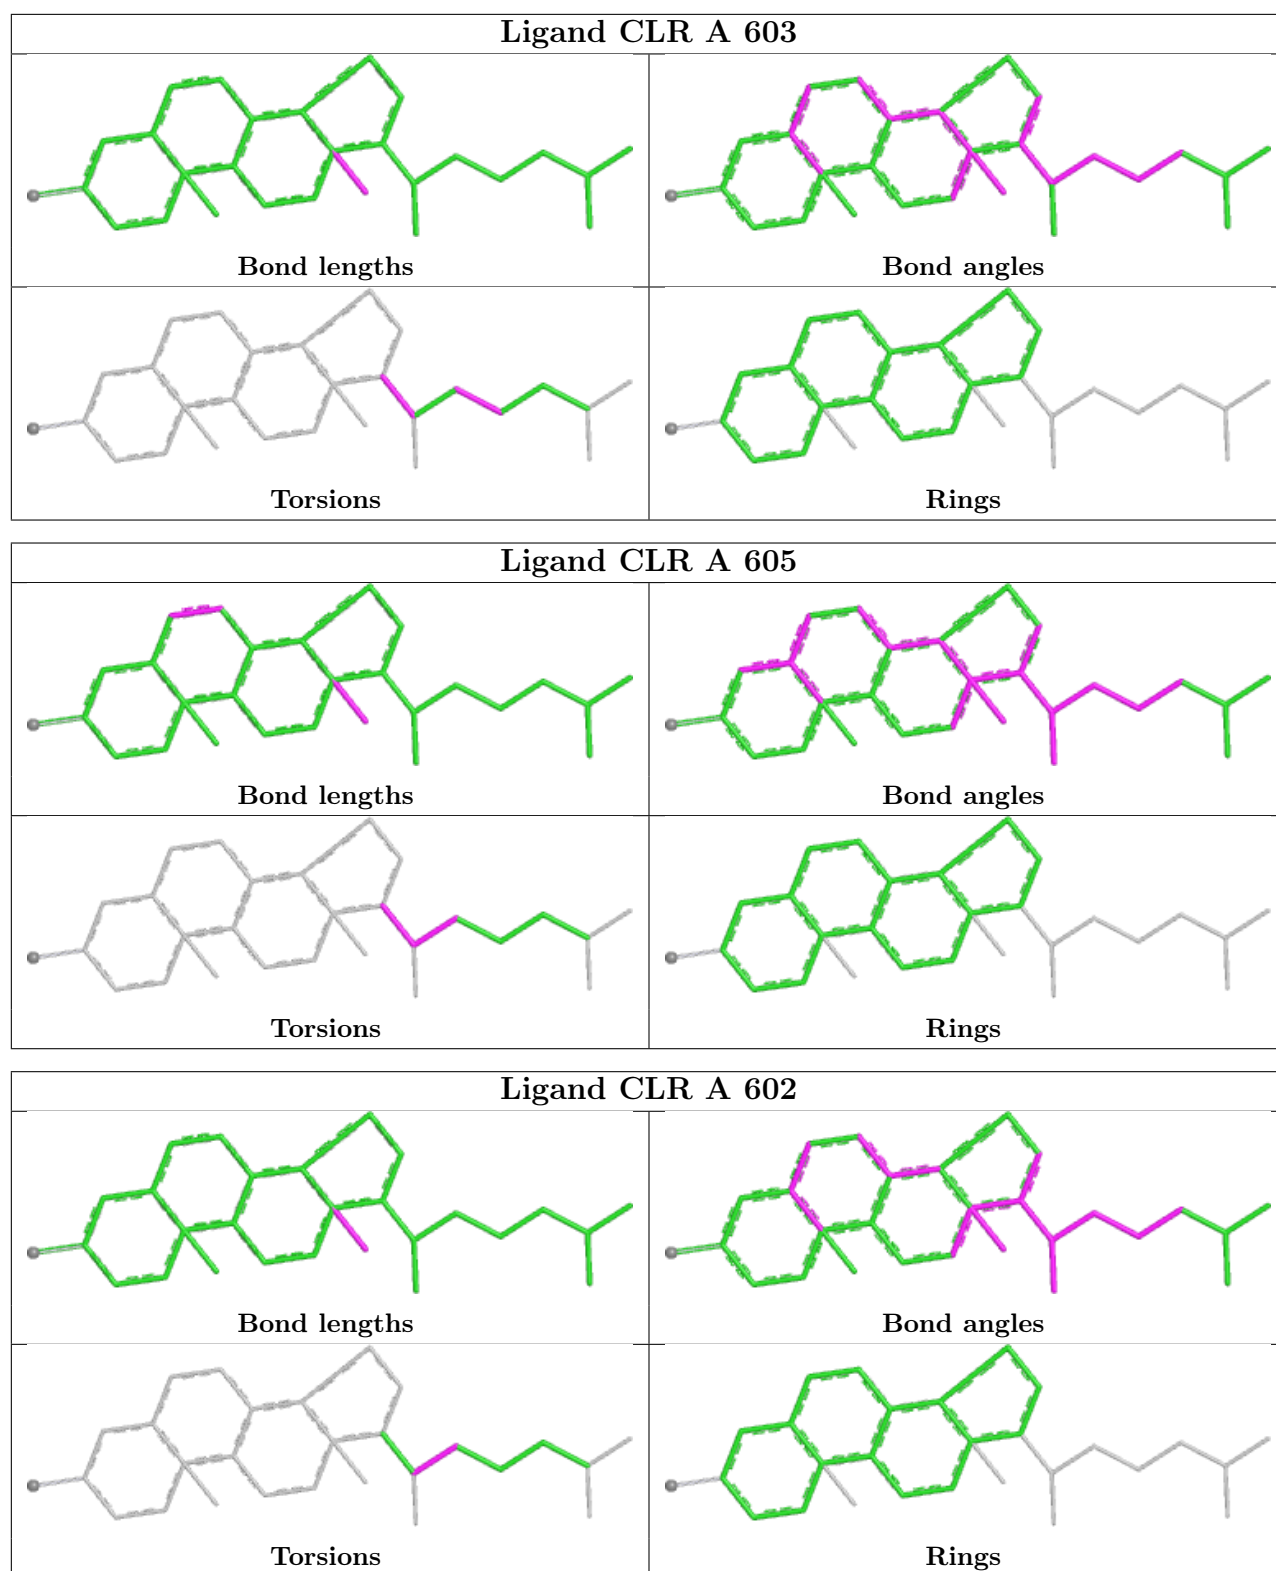 Ligand CLR A 603
Bond lengths
Bond angles
Torsions
Rings
Ligand CLR A 605
Bond lengths
Bond angles
Torsions
Rings
Ligand CLR A 602
Bond lengths
Bond angles
Torsions
Rings